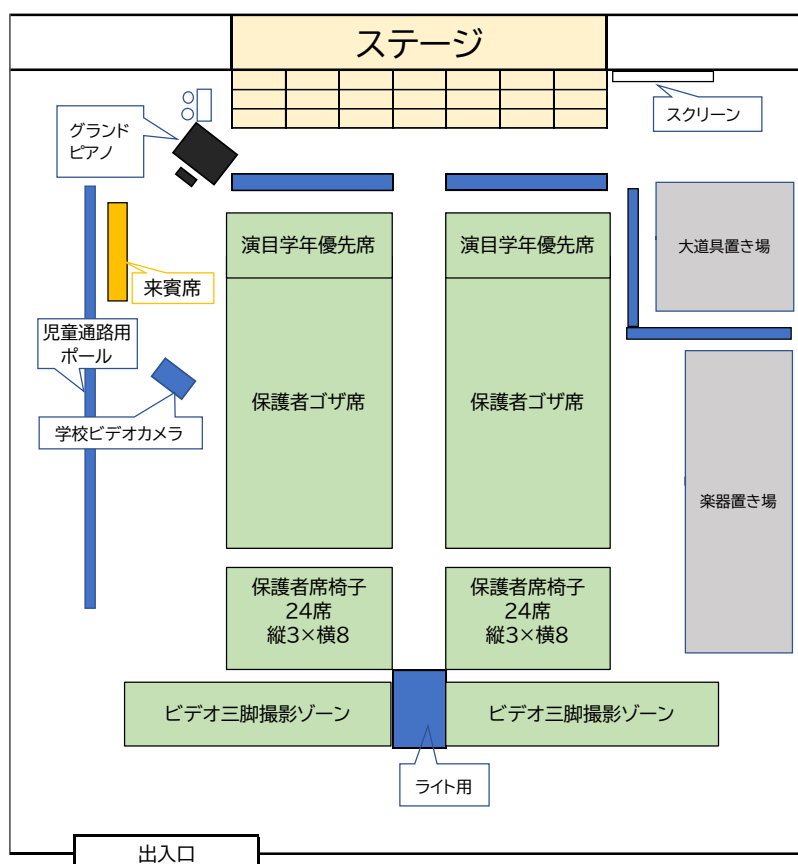 ステージ
グランド
ピアノ
スクリーン
演目学年優先席
演目学年優先席
大道具置き場
来賓席
児童通路用
ポール
保護者ゴザ席
保護者ゴザ席
学校ビデオカメラ
楽器置き場
保護者席椅子
24席
縦3×横8
保護者席椅子
24席
縦3×横8
ビデオ三脚撮影ゾーン
ビデオ三脚撮影ゾーン
ライト用
出入口